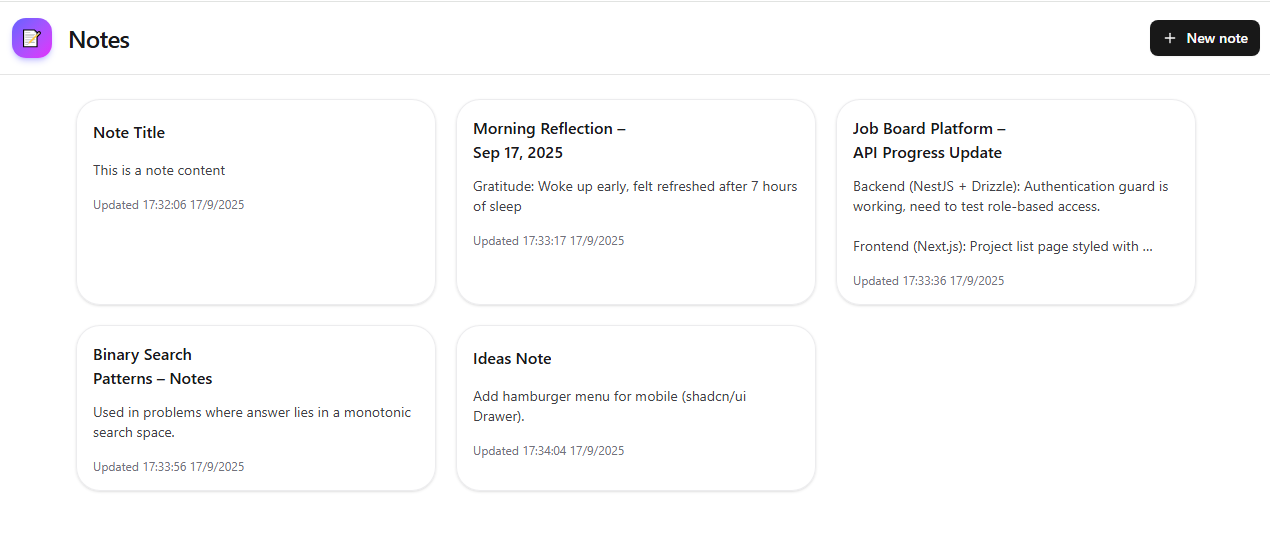 Notes
+ New note
Note Title
This is a note content
Updated 17:32:06 17/9/2025
Morning Reflection –
Sep 17, 2025
Gratitude: Woke up early, felt refreshed after 7 hours
of sleep
Updated 17:33:17 17/9/2025
Job Board Platform –
API Progress Update
Backend (NestJS + Drizzle): Authentication guard is
working, need to test role-based access.
Frontend (Next.js): Project list page styled with ...
Updated 17:33:36 17/9/2025
Binary Search
Patterns – Notes
Used in problems where answer lies in a monotonic
search space.
Updated 17:33:56 17/9/2025
Ideas Note
Add hamburger menu for mobile (shadcn/ui
Drawer).
Updated 17:34:04 17/9/2025